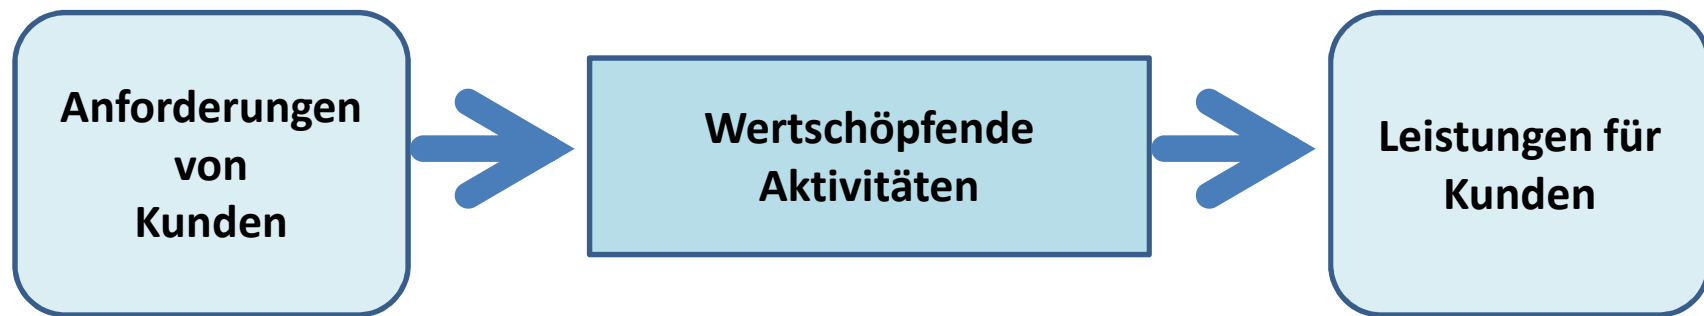 Anforderungen
von
Kunden
Wertschöpfende
Aktivitäten
Leistungen für
Kunden